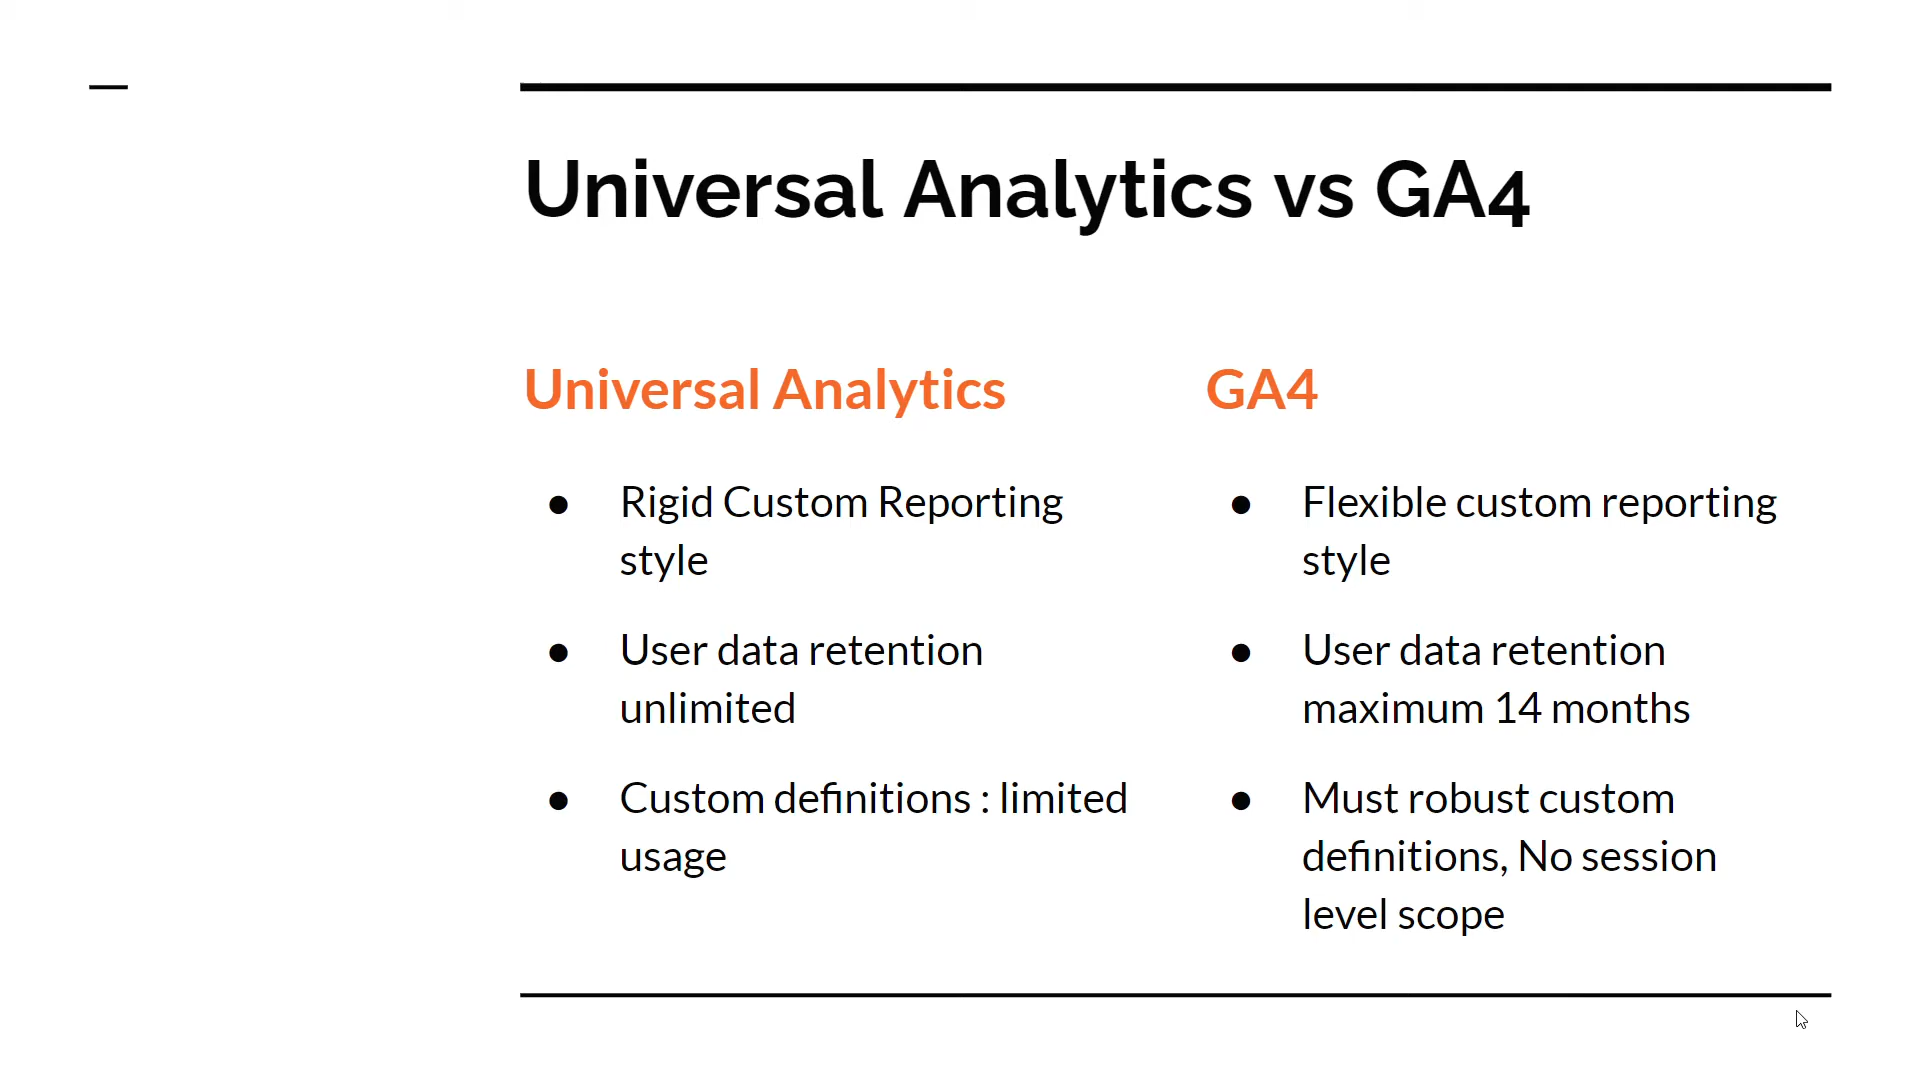 Universal Analytics vs GA4
Universal Analytics
● Rigid Custom Reporting
style
● User data retention
unlimited
● Custom definitions : limited
usage
GA4
● Flexible custom reporting
style
● User data retention
maximum 14 months
● Must robust custom
definitions, No session
level scope